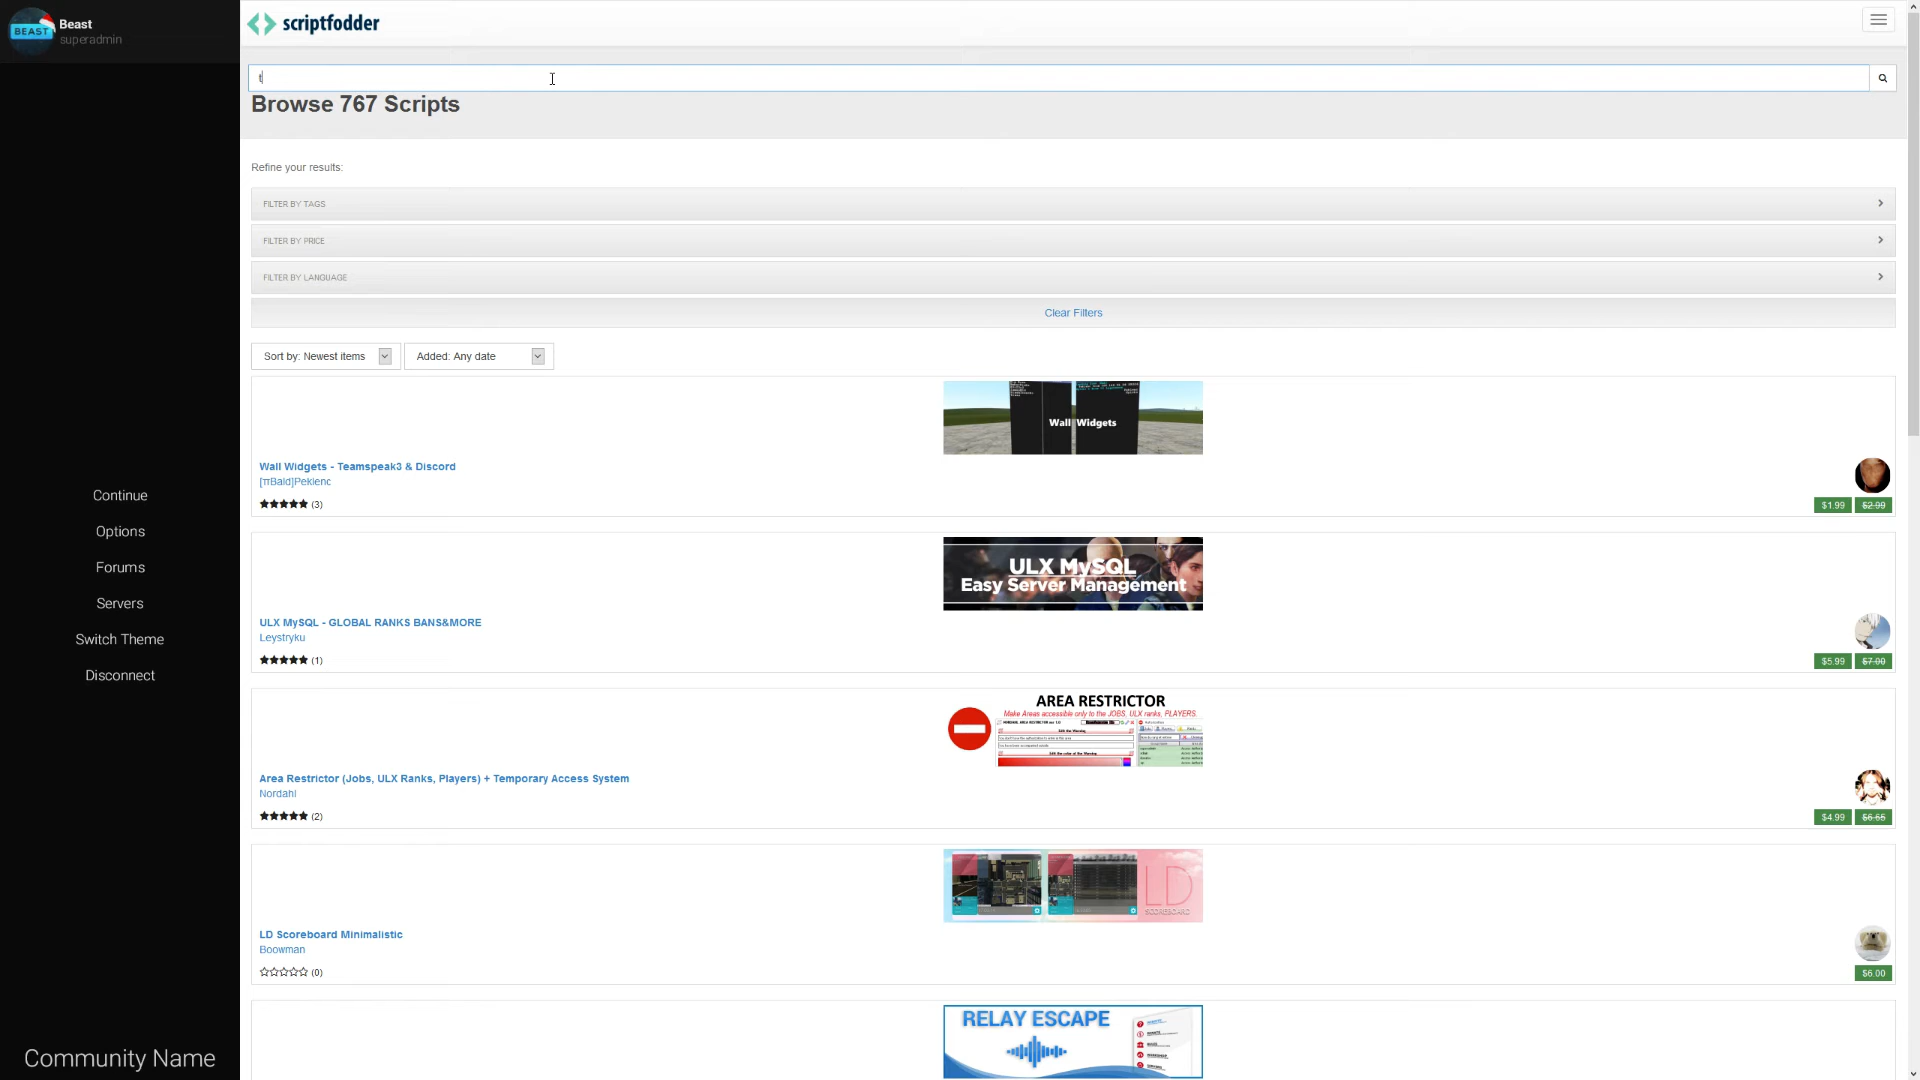 BEAST
Beast
superadmin
scriptfodder
t
Browse 767 Scripts
Refine your results:
FILTER BY TAGS
FILTER BY PRICE
FILTER BY LANGUAGE
Clear Filters
Sort by: Newest items
Added: Any date
Wall Widgets
Wall Widgets - Teamspeak3 & Discord
[πBald]Peklenc
(3)
$1.99 $2.99
ULX MySQL
Easy Server Management
ULX MySQL - GLOBAL RANKS BANS&MORE
Leystryku
(1)
$5.99 $7.00
AREA RESTRICTOR
Make Areas accessible only to the JOBS, ULX ranks, PLAYERS.
Area Restrictor (Jobs, ULX Ranks, Players) + Temporary Access System
Nordahl
(2)
$4.99 $6.65
LD
SCOREBOARD
LD Scoreboard Minimalistic
Boowman
(0)
$6.00
RELAY ESCAPE
Continue
Options
Forums
Servers
Switch Theme
Disconnect
Community Name